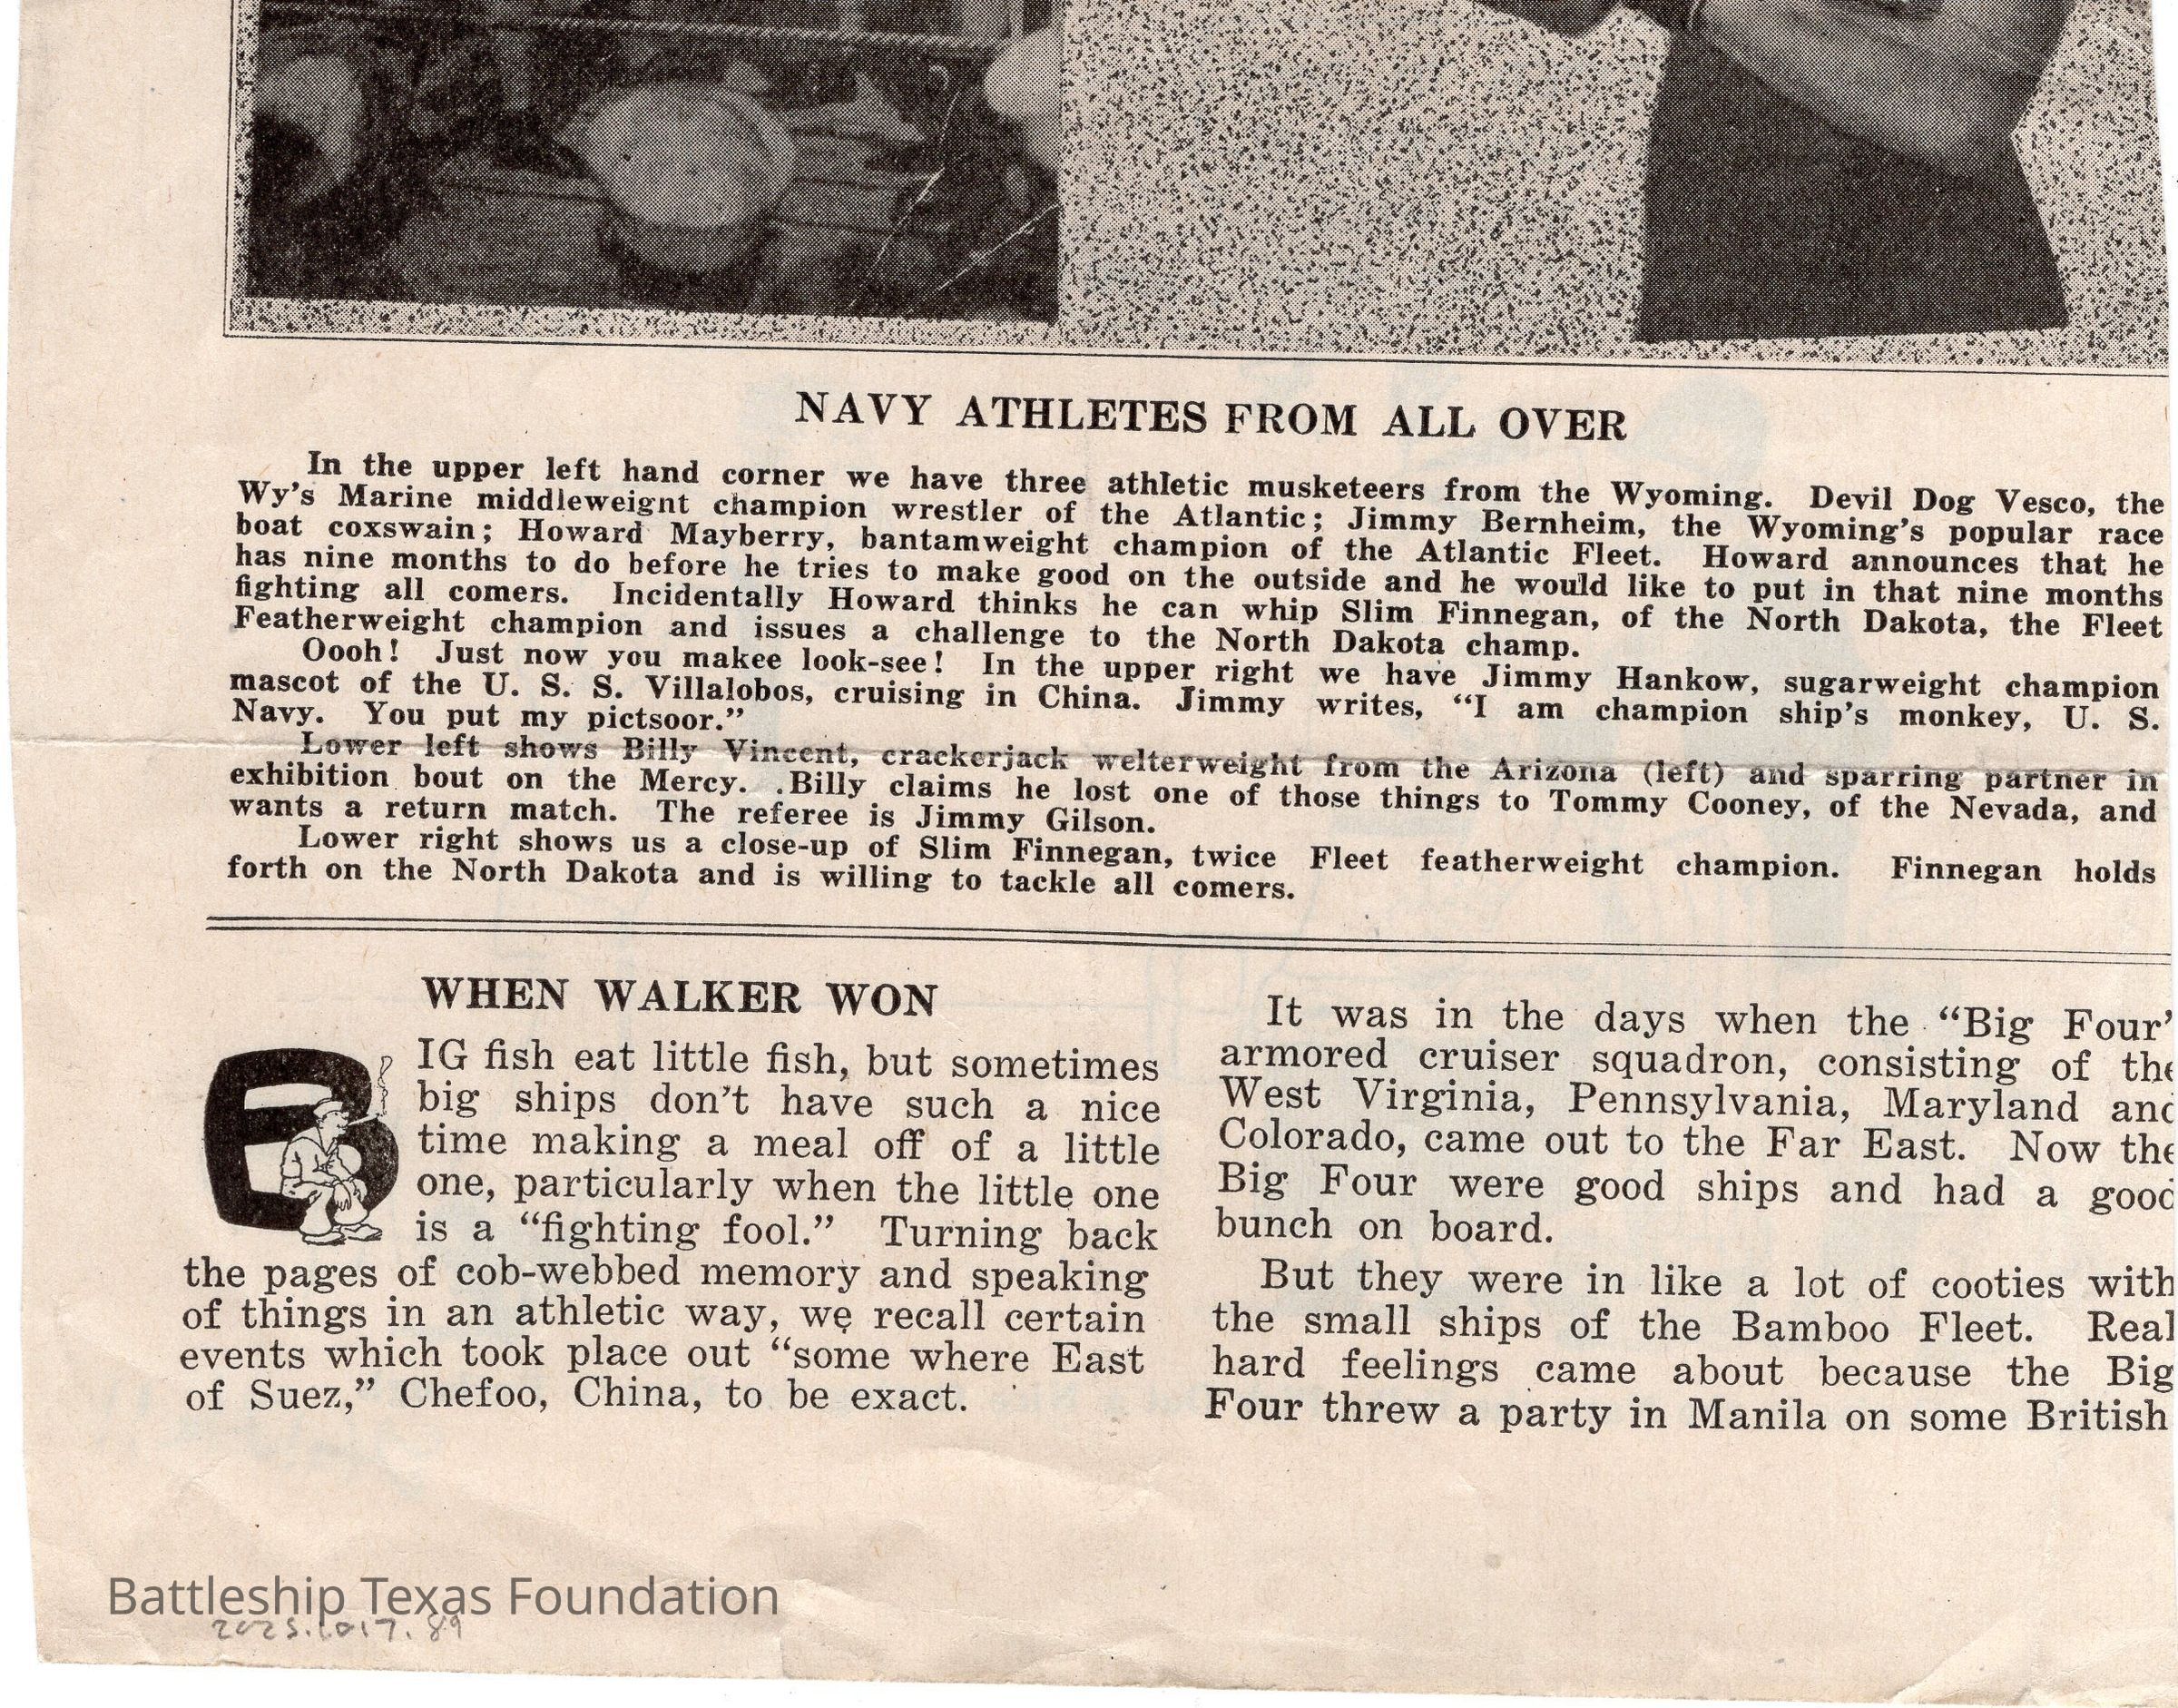 NAVY ATHLETES FROM ALL OVER
In the upper left hand corner we have three athletic musketeers from the Wyoming. Devil Dog Vesco, the
Wy's Marine middleweignt champion wrestler of the Atlantic; Jimmy Bernheim, the Wyoming's popular race
boat coxswain; Howard Mayberry, bantamweight champion of the Atlantic Fleet. Howard announces that he
has nine months to do before he tries to make good on the outside and he would like to put in that nine months
fighting all comers. Incidentally Howard thinks he can whip Slim Finnegan, of the North Dakota, the Fleet
Featherweight champion and issues a challenge to the North Dakota champ.
Oooh! Just now you makee look-see! In the upper right we have Jimmy Hankow, sugarweight champion
mascot of the U. S. S. Villalobos, cruising in China. Jimmy writes, “I am champion ship's monkey, U. S.
Navy. You put my pictsoor.”
Lower left shows Billy Vincent, crackerjack welterweight from the Arizona (left) and sparring partner in
exhibition bout on the Mercy. .Billy claims he lost one of those things to Tommy Cooney, of the Nevada, and
wants a return match. The referee is Jimmy Gilson.
Lower right shows us a close-up of Slim Finnegan, twice Fleet featherweight champion. Finnegan holds
forth on the North Dakota and is willing to tackle all comers.
WHEN WALKER WON
BIG fish eat little fish, but sometimes
big ships don't have such a nice
time making a meal off of a little
one, particularly when the little one
is a “fighting fool.” Turning back
the pages of cob-webbed memory and speaking
of things in an athletic way, we recall certain
events which took place out “some where East
of Suez,” Chefoo, China, to be exact.
It was in the days when the “Big Four”
armored cruiser squadron, consisting of the
West Virginia, Pennsylvania, Maryland and
Colorado, came out to the Far East. Now the
Big Four were good ships and had a good
bunch on board.
But they were in like a lot of cooties with
the small ships of the Bamboo Fleet. Real
hard feelings came about because the Big
Four threw a party in Manila on some British
Battleship Texas Foundation
2025.1017.89